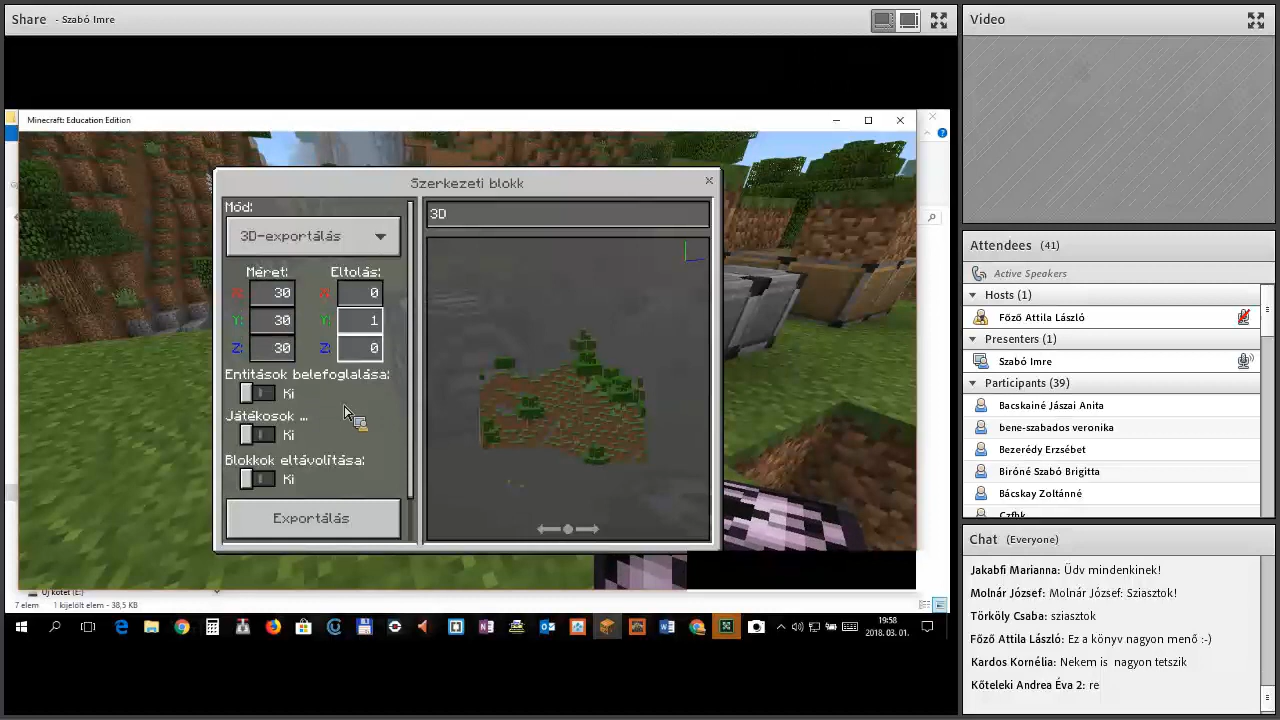 Share - Szabó Imre
Minecraft: Education Edition
Szerkezeti blokk
Mód:
3D-exportálás
Méret: Eltolás:
X: 30 X: 0
Y: 30 Y: 1
Z: 30 Z: 0
Entitások belefoglalása:
Ki
Játékosok ...
Ki
Blokkok eltávolítása:
Ki
Exportálás
3D
Új kötet (E:)
7 elem 1 kijelölt elem - 38,5 KB
19:58
2018. 03. 01.
Video
Attendees (41)
Active Speakers
Hosts (1)
Főző Attila László
Presenters (1)
Szabó Imre
Participants (39)
Bacskainé Jászai Anita
bene-szabados veronika
Bezerédy Erzsébet
Biróné Szabó Brigitta
Bácskay Zoltánné
Czfbk
Chat (Everyone)
Jakabfi Marianna: Üdv mindenkinek!
Molnár József: Molnár József: Sziasztok!
Törköly Csaba: sziasztok
Főző Attila László: Ez a könyv nagyon menő :-)
Kardos Kornélia: Nekem is nagyon tetszik
Kőteleki Andrea Éva 2: re